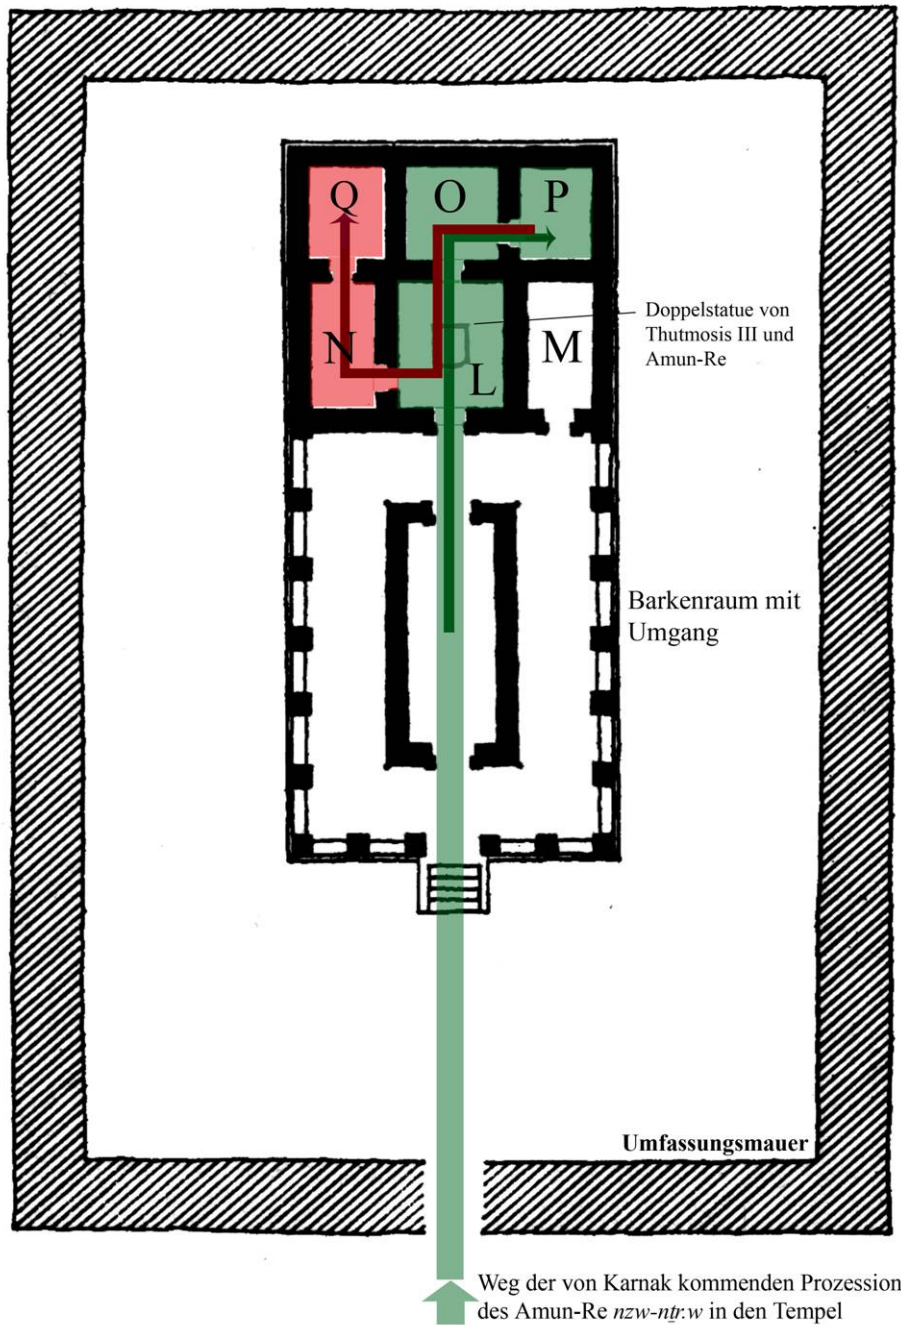 Q
O
P
Doppelstatue von
Thutmosis III und
Amun-Re
N
M
L
Barkenraum mit
Umgang
Umfassungsmauer
Weg der von Karnak kommenden Prozession
des Amun-Re nzw-nṯr.w in den Tempel